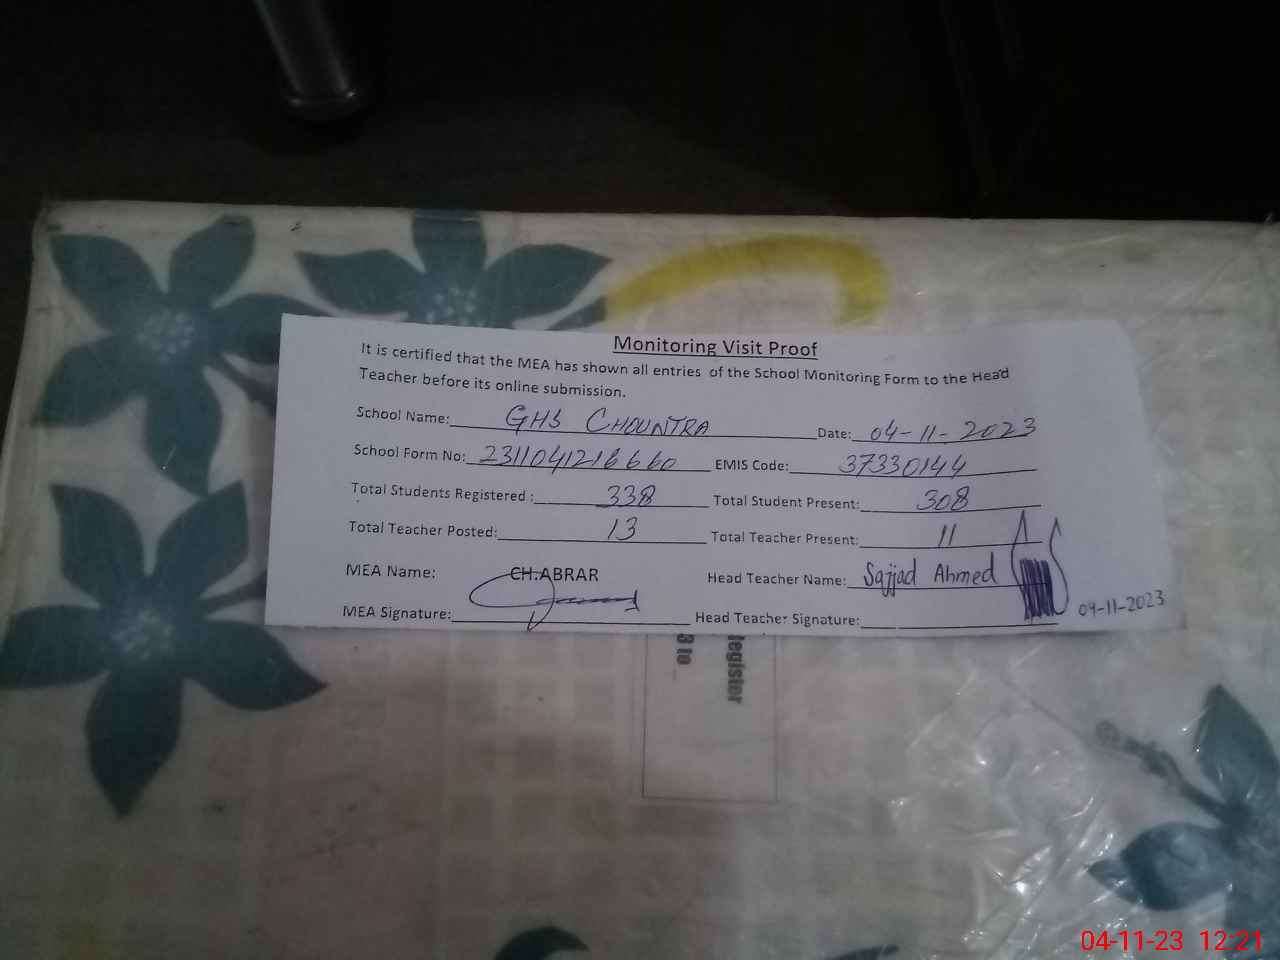 Monitoring Visit Proof
It is certified that the MEA has shown all entries of the School Monitoring Form to the Head
Teacher before its online submission.
School Name: GHS CHOUNTRA Date: 04-11-2023
School Form No: 2311041216660 EMIS Code: 37330144
Total Students Registered : 338 Total Student Present: 308
Total Teacher Posted: 13 Total Teacher Present: 11
MEA Name: CH.ABRAR Head Teacher Name: Sajjad Ahmed
MEA Signature: Head Teacher Signature: 04-11-2023
egister
3 to
04-11-23 12:21